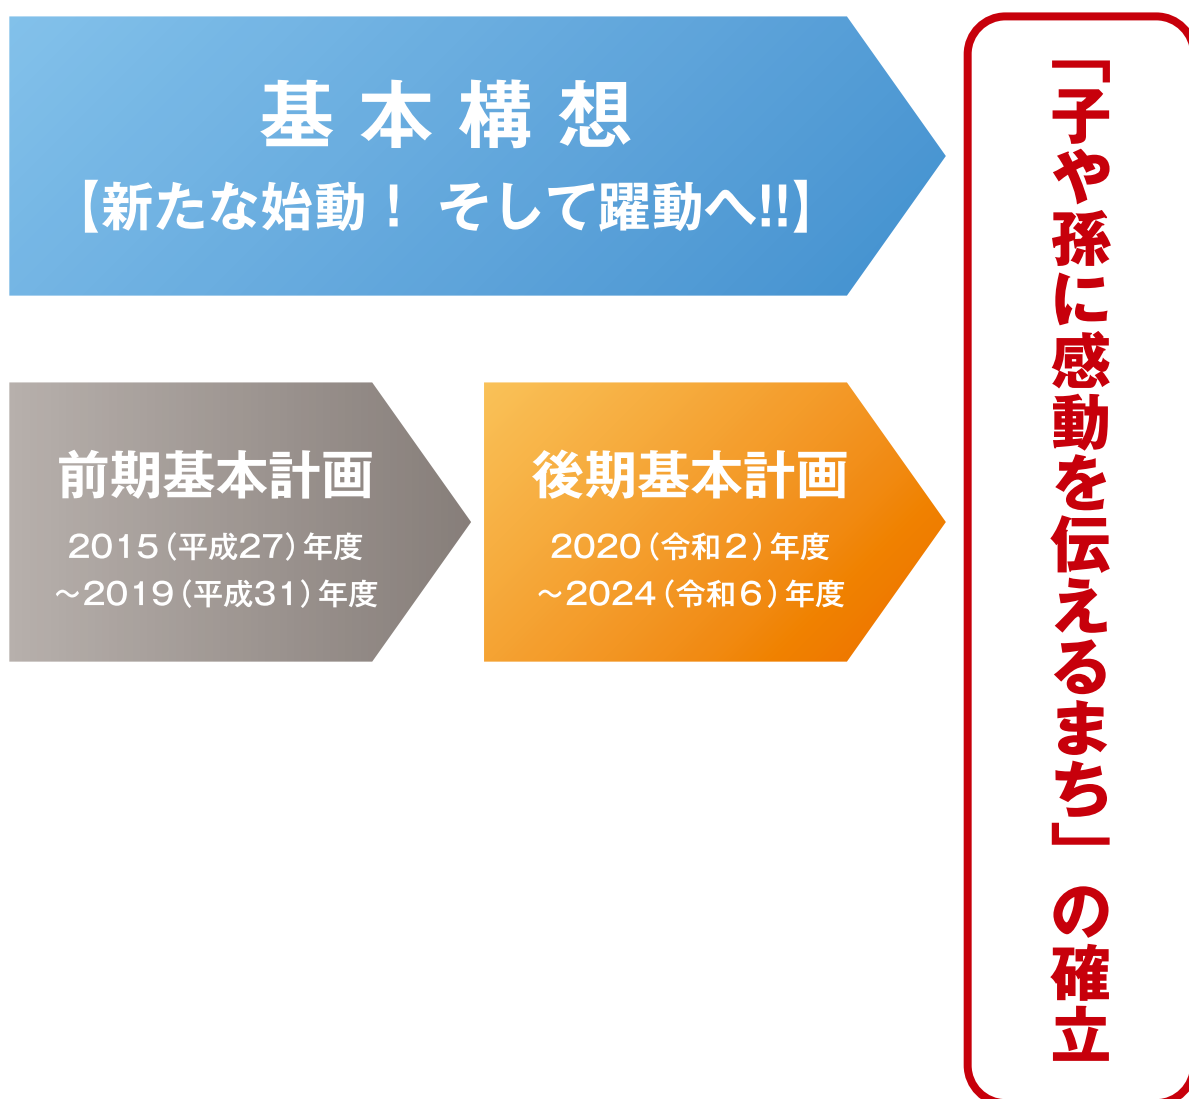 基本構想
【新たな始動！ そして躍動へ!!】
前期基本計画
2015（平成27）年度
～2019（平成31）年度
後期基本計画
2020（令和２）年度
～2024（令和６）年度
「子や孫に感動を伝えるまち」の確立